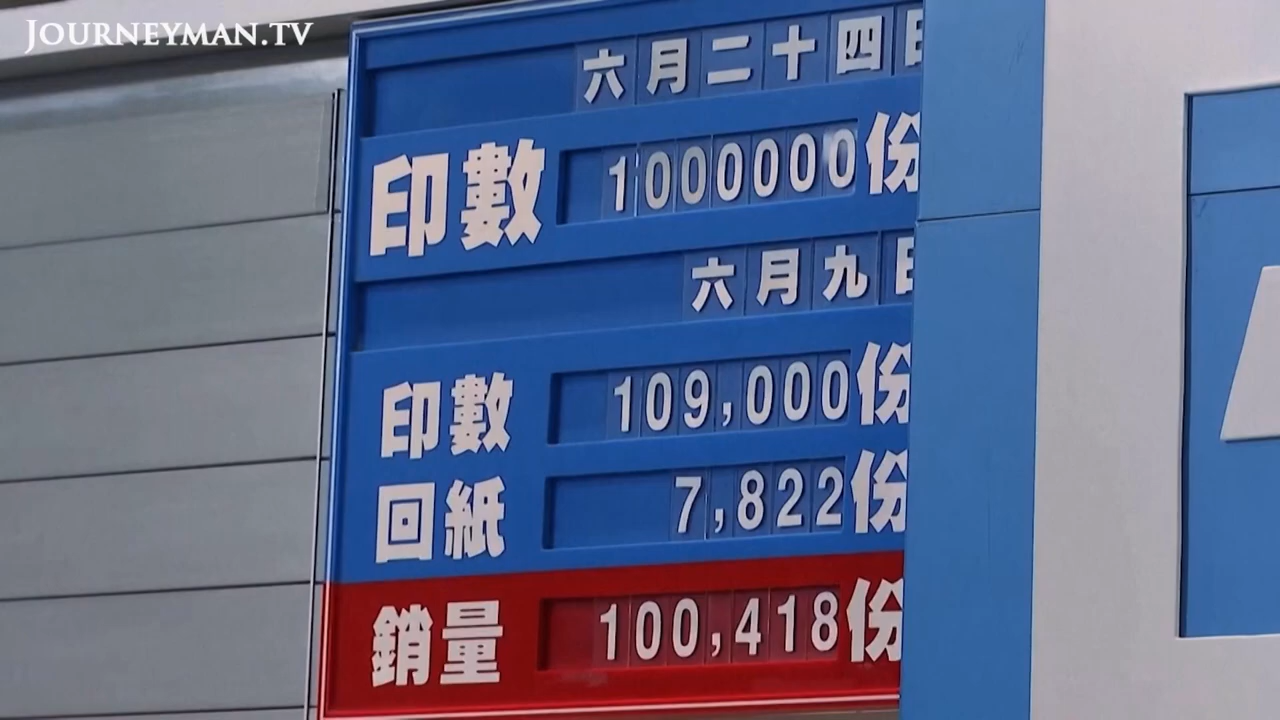 JOURNEYMAN.TV
六月二十四日
印數 1000000份
六月九日
印數 109,000份
回紙 7,822份
銷量 100,418份